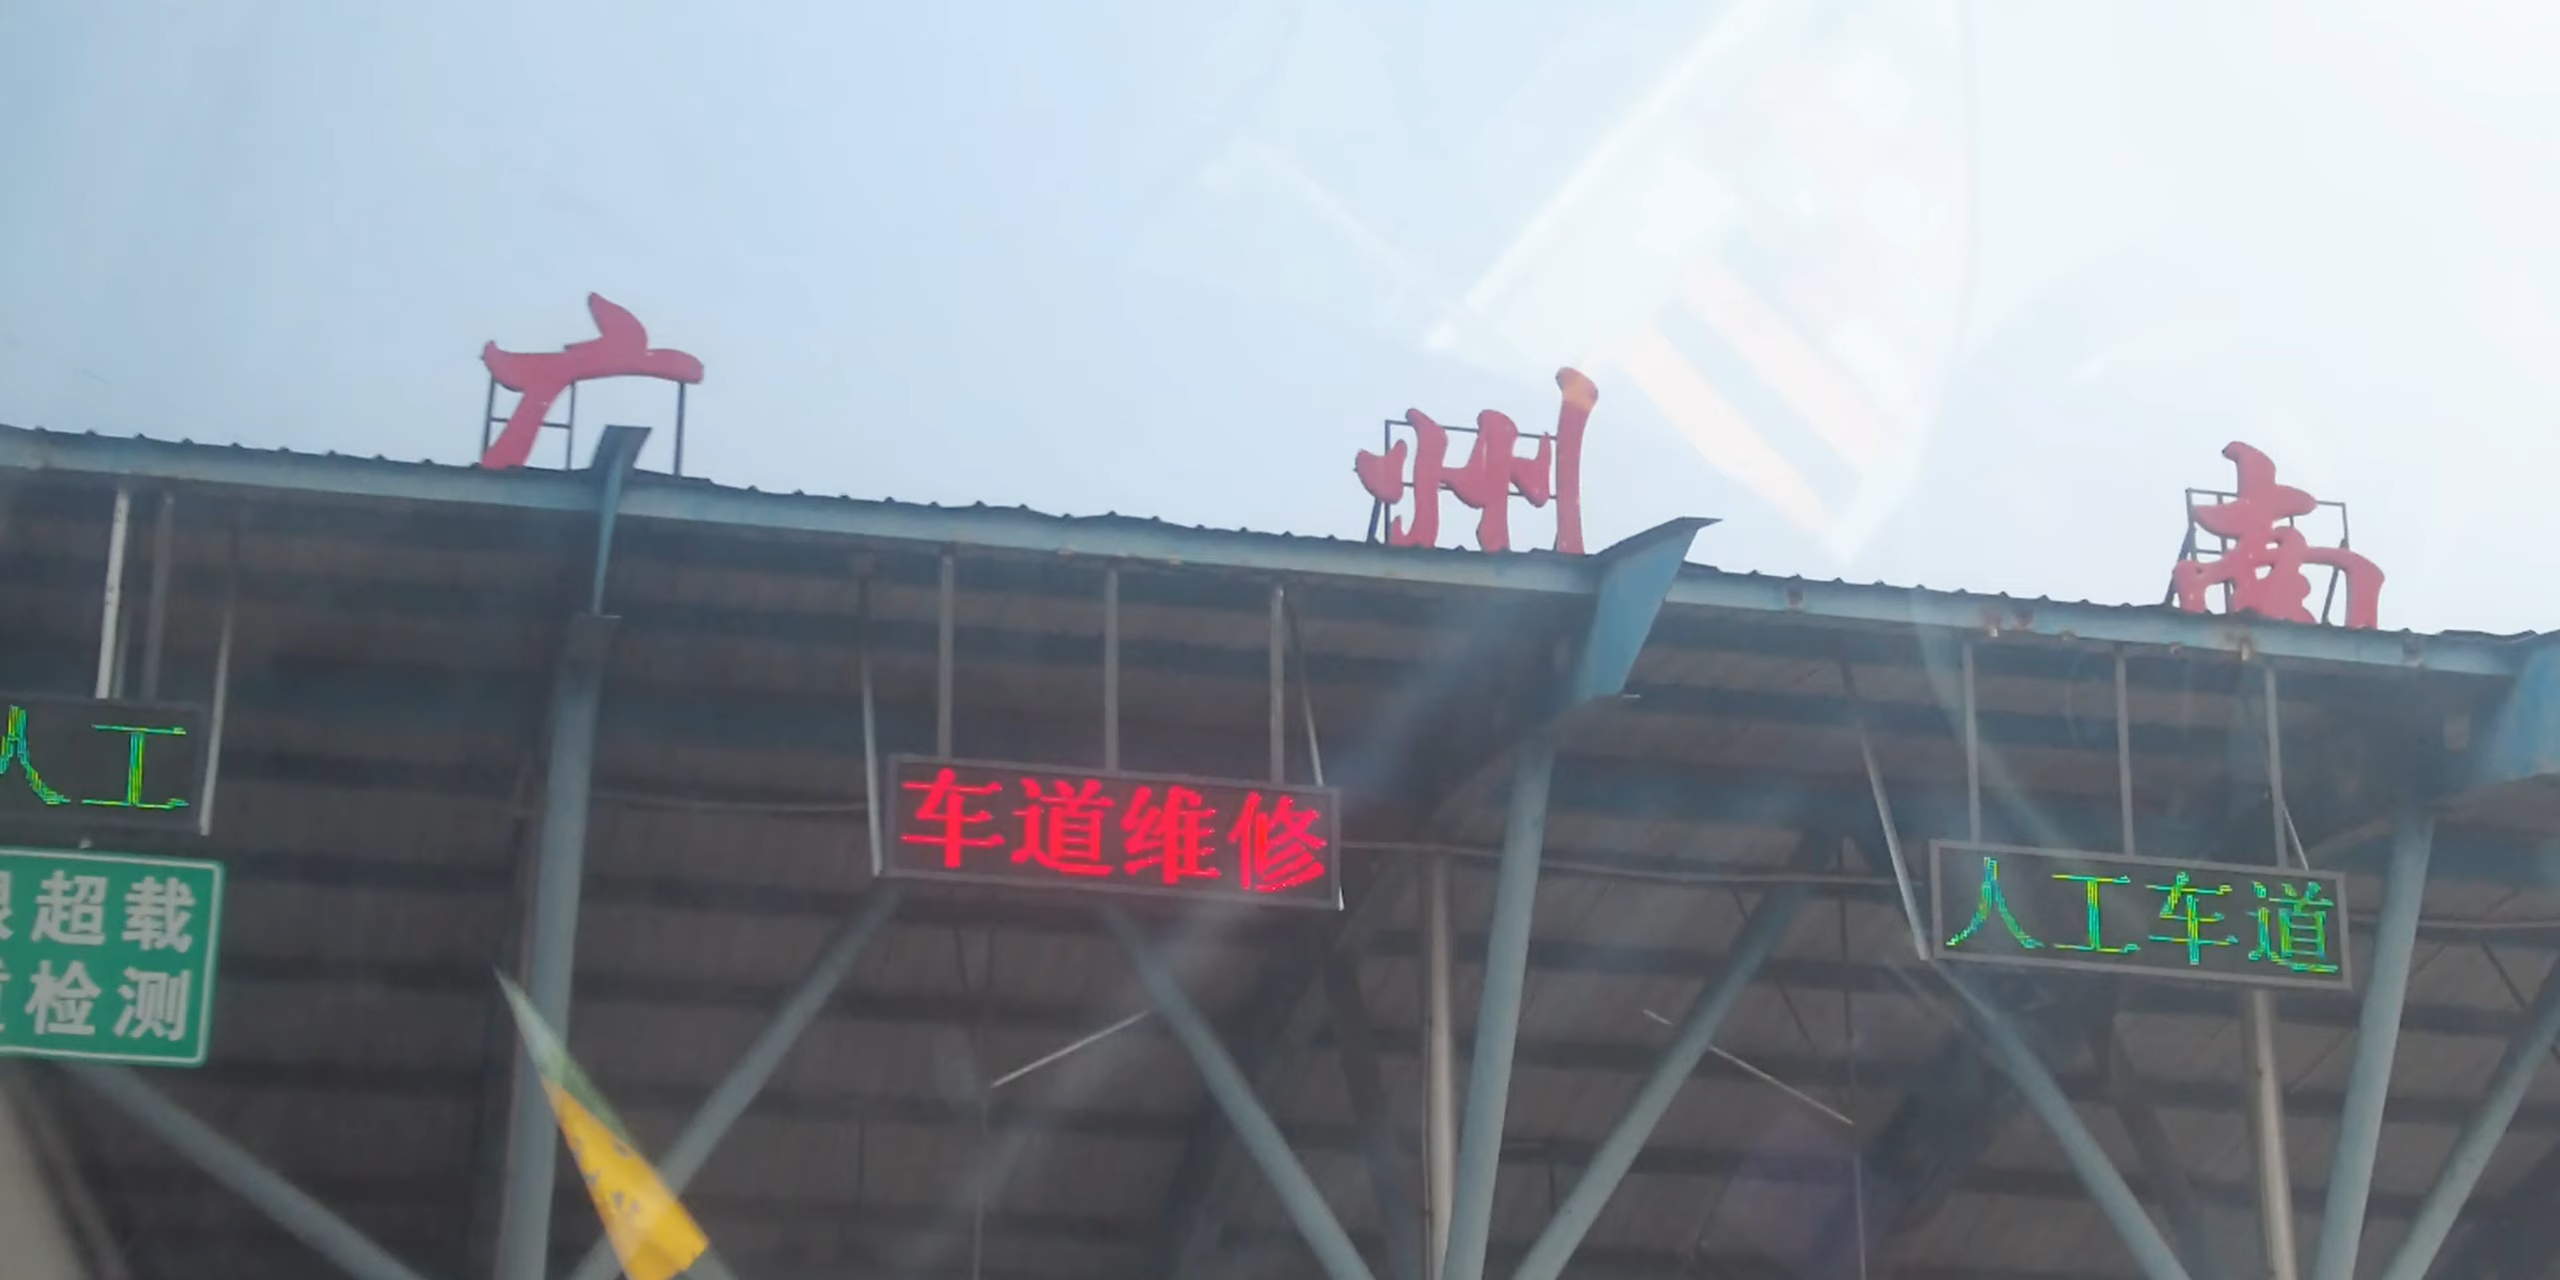 广州南
人工
车道维修
人工车道
超载
检测